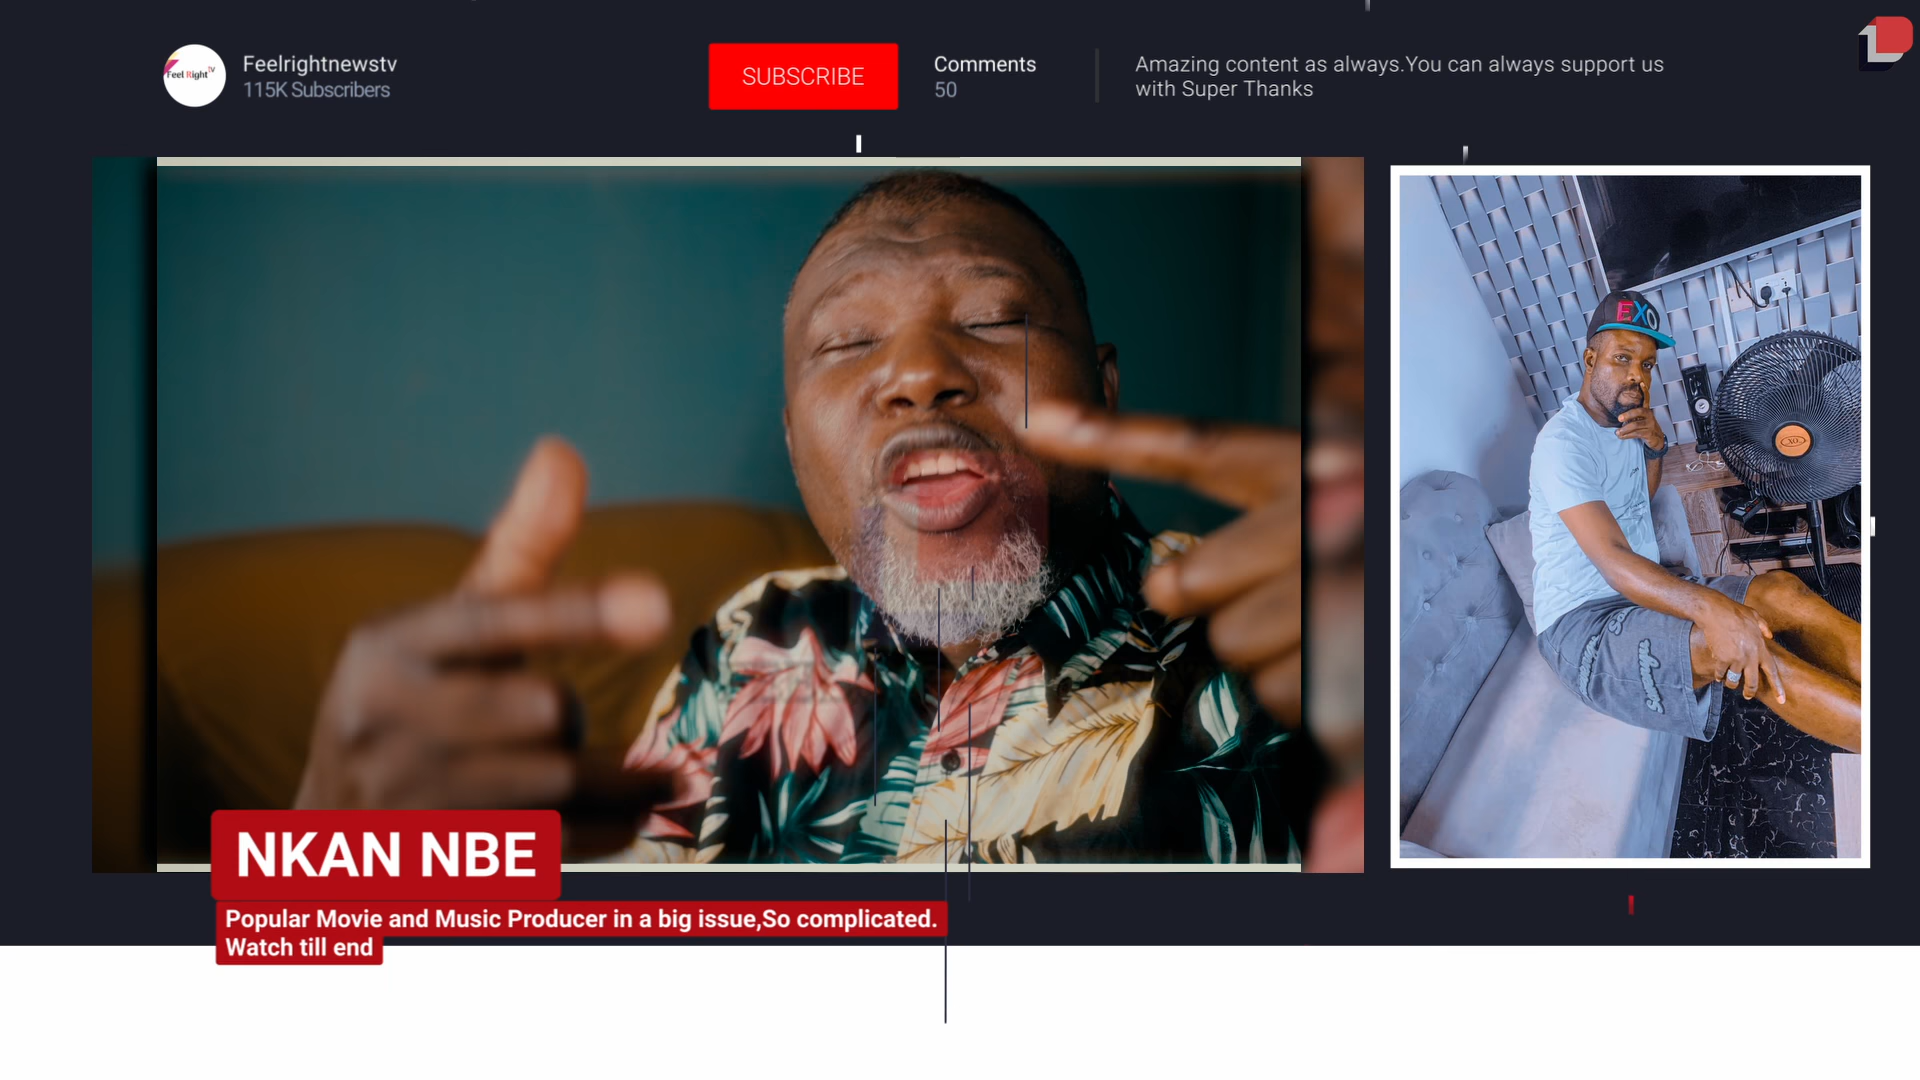 Feel Right tv
Feelrightnewstv
115K Subscribers
SUBSCRIBE
Comments
50
Amazing content as always.You can always support us
with Super Thanks
EXO
NKAN NBE
Popular Movie and Music Producer in a big issue,So complicated.
Watch till end